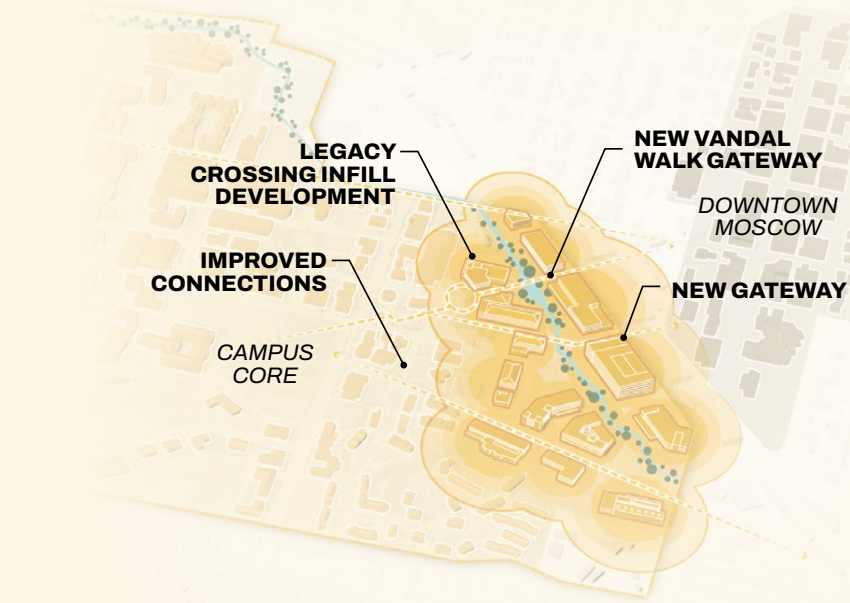 LEGACY
CROSSING INFILL
DEVELOPMENT
NEW VANDAL
WALK GATEWAY
DOWNTOWN
MOSCOW
IMPROVED
CONNECTIONS
NEW GATEWAY
CAMPUS
CORE